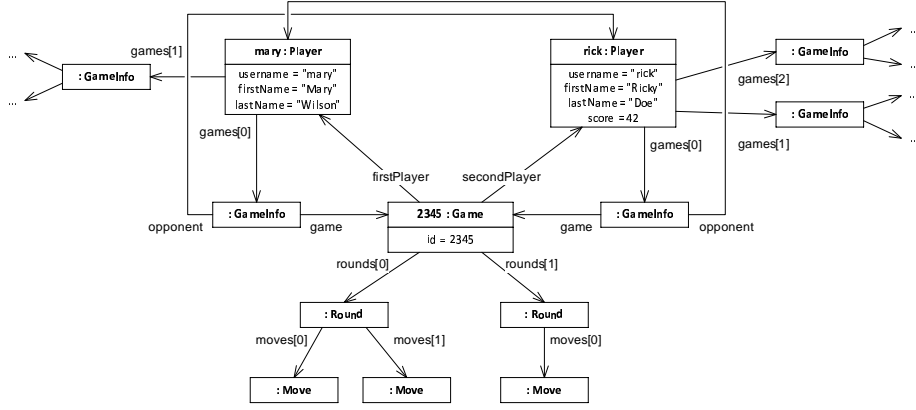 games[1]
mary : Player
rick : Player
: GameInfo
...
...
: GameInfo
username = "mary"
firstName = "Mary"
lastName = "Wilson"
username = "rick"
firstName = "Ricky"
lastName = "Doe"
score = 42
games[2]
...
...
: GameInfo
...
...
games[0]
games[0]
games[1]
firstPlayer
secondPlayer
: GameInfo
2345 : Game
: GameInfo
opponent
game
id = 2345
game
opponent
rounds[0]
rounds[1]
: Round
: Round
moves[0]
moves[1]
moves[0]
: Move
: Move
: Move